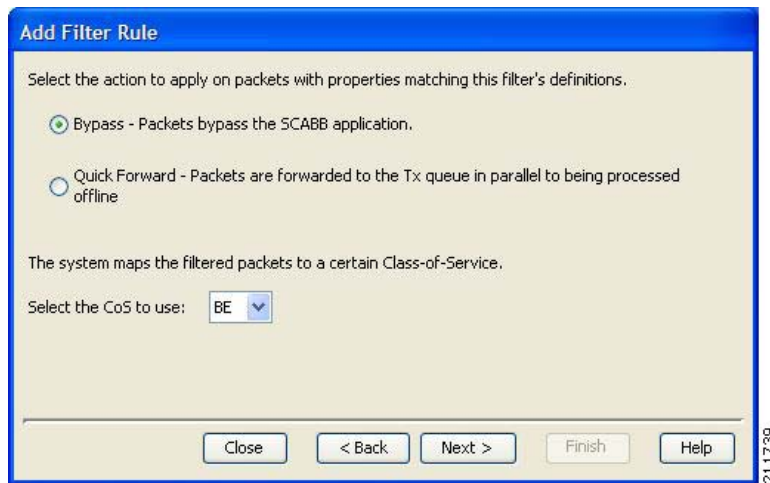 Add Filter Rule
Select the action to apply on packets with properties matching this filter's definitions.
Bypass - Packets bypass the SCABB application.
Quick Forward - Packets are forwarded to the Tx queue in parallel to being processed
offline
The system maps the filtered packets to a certain Class-of-Service.
Select the CoS to use: BE
Close < Back Next > Finish Help
211739